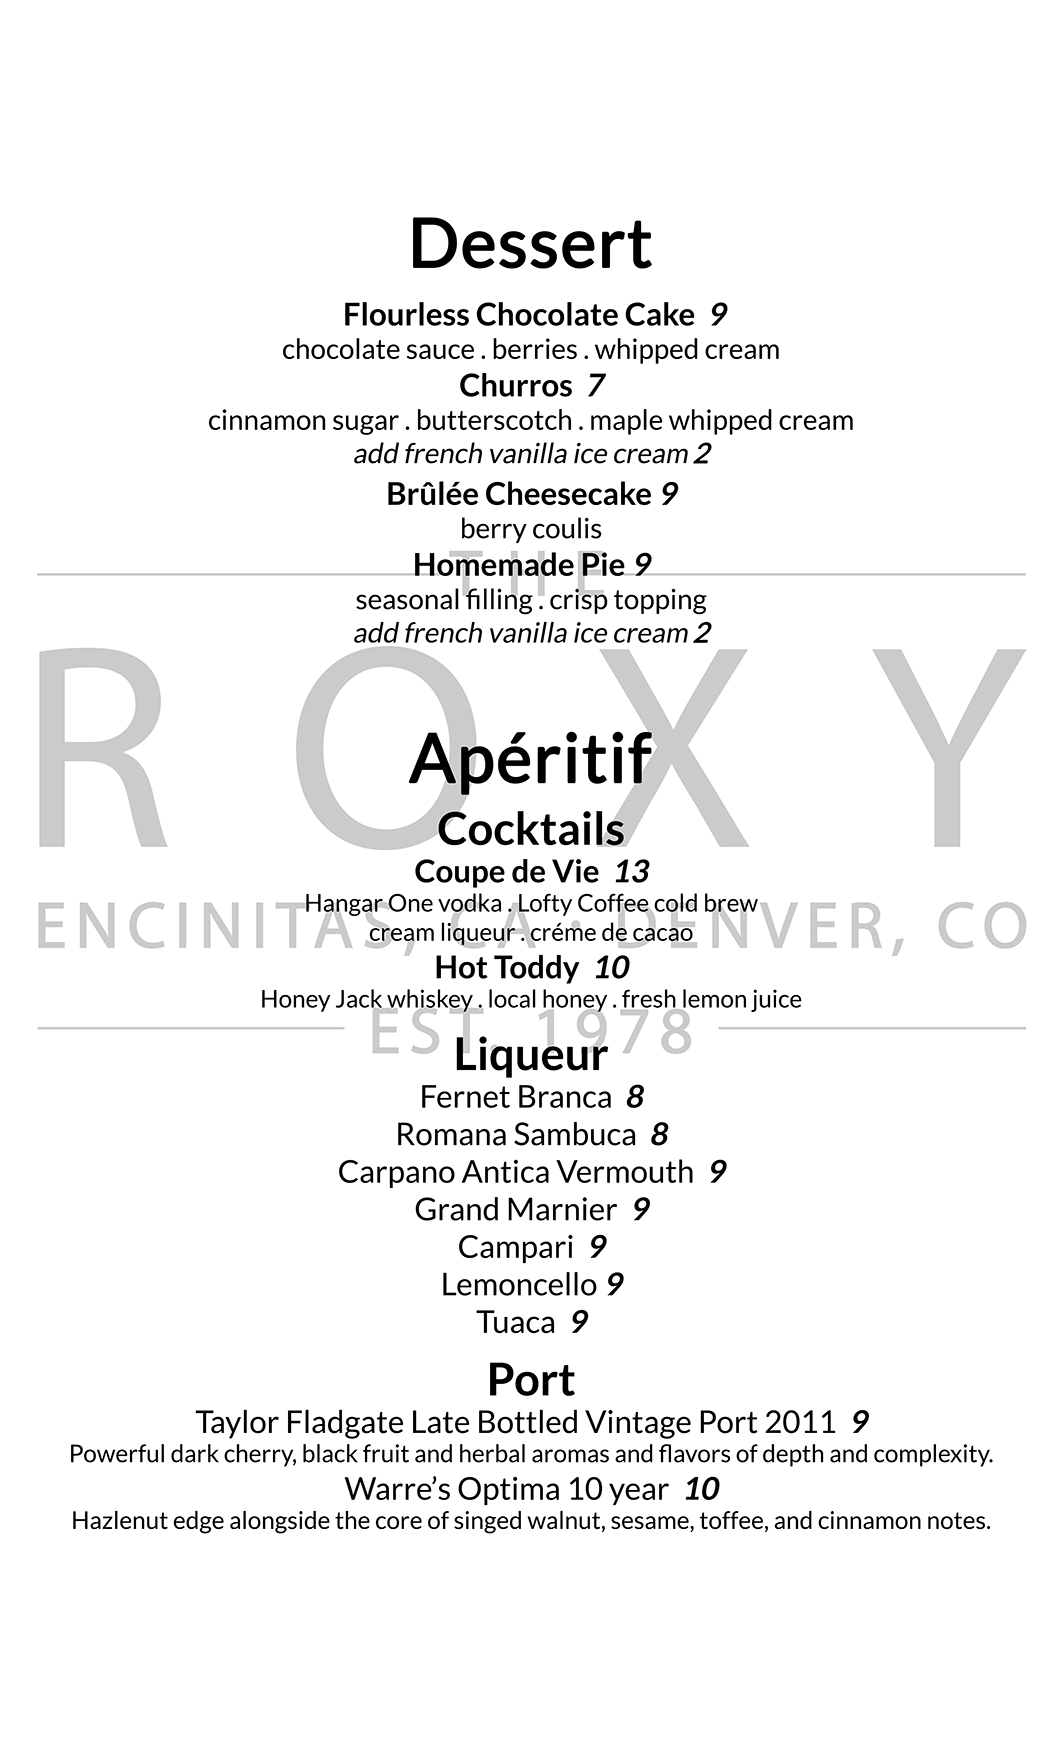 Dessert
Flourless Chocolate Cake 9
chocolate sauce . berries . whipped cream
Churros 7
cinnamon sugar . butterscotch . maple whipped cream
add french vanilla ice cream 2
Brûlée Cheesecake 9
berry coulis
THE
Homemade Pie 9
seasonal filling . crisp topping
add french vanilla ice cream 2
ROXY
Apéritif
Cocktails
Coupe de Vie 13
Hangar One vodka . Lofty Coffee cold brew
ENCINITAS, CA · DENVER, CO
cream liqueur . créme de cacao
Hot Toddy 10
Honey Jack whiskey . local honey . fresh lemon juice
EST. 1978
Liqueur
Fernet Branca 8
Romana Sambuca 8
Carpano Antica Vermouth 9
Grand Marnier 9
Campari 9
Lemoncello 9
Tuaca 9
Port
Taylor Fladgate Late Bottled Vintage Port 2011 9
Powerful dark cherry, black fruit and herbal aromas and flavors of depth and complexity.
Warre’s Optima 10 year 10
Hazlenut edge alongside the core of singed walnut, sesame, toffee, and cinnamon notes.